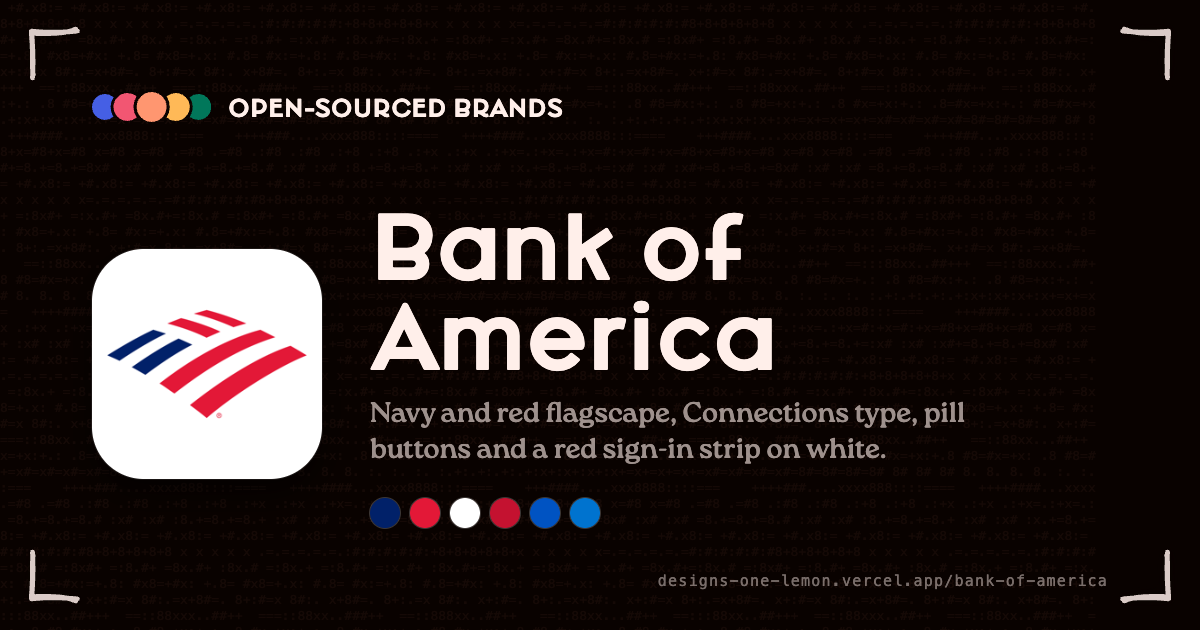 OPEN-SOURCED BRANDS
Bank of
America
Navy and red flagscape, Connections type, pill
buttons and a red sign-in strip on white.
designs-one-lemon.vercel.app/bank-of-america